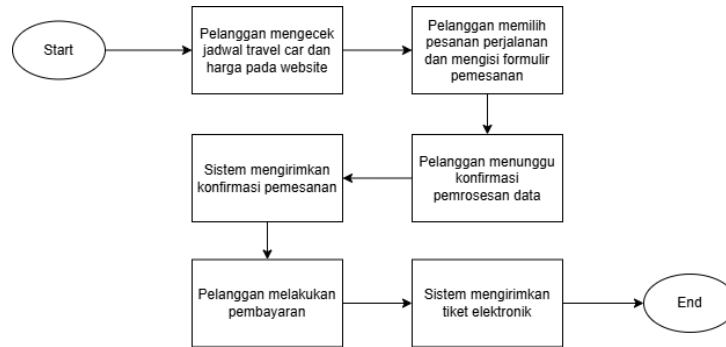 Start
Pelanggan mengecek
jadwal travel car dan
harga pada website
Pelanggan memilih
pesanan perjalanan
dan mengisi formulir
pemesanan
Pelanggan menunggu
konfirmasi
pemrosesan data
Sistem mengirimkan
konfirmasi pemesanan
Pelanggan melakukan
pembayaran
Sistem mengirimkan
tiket elektronik
End